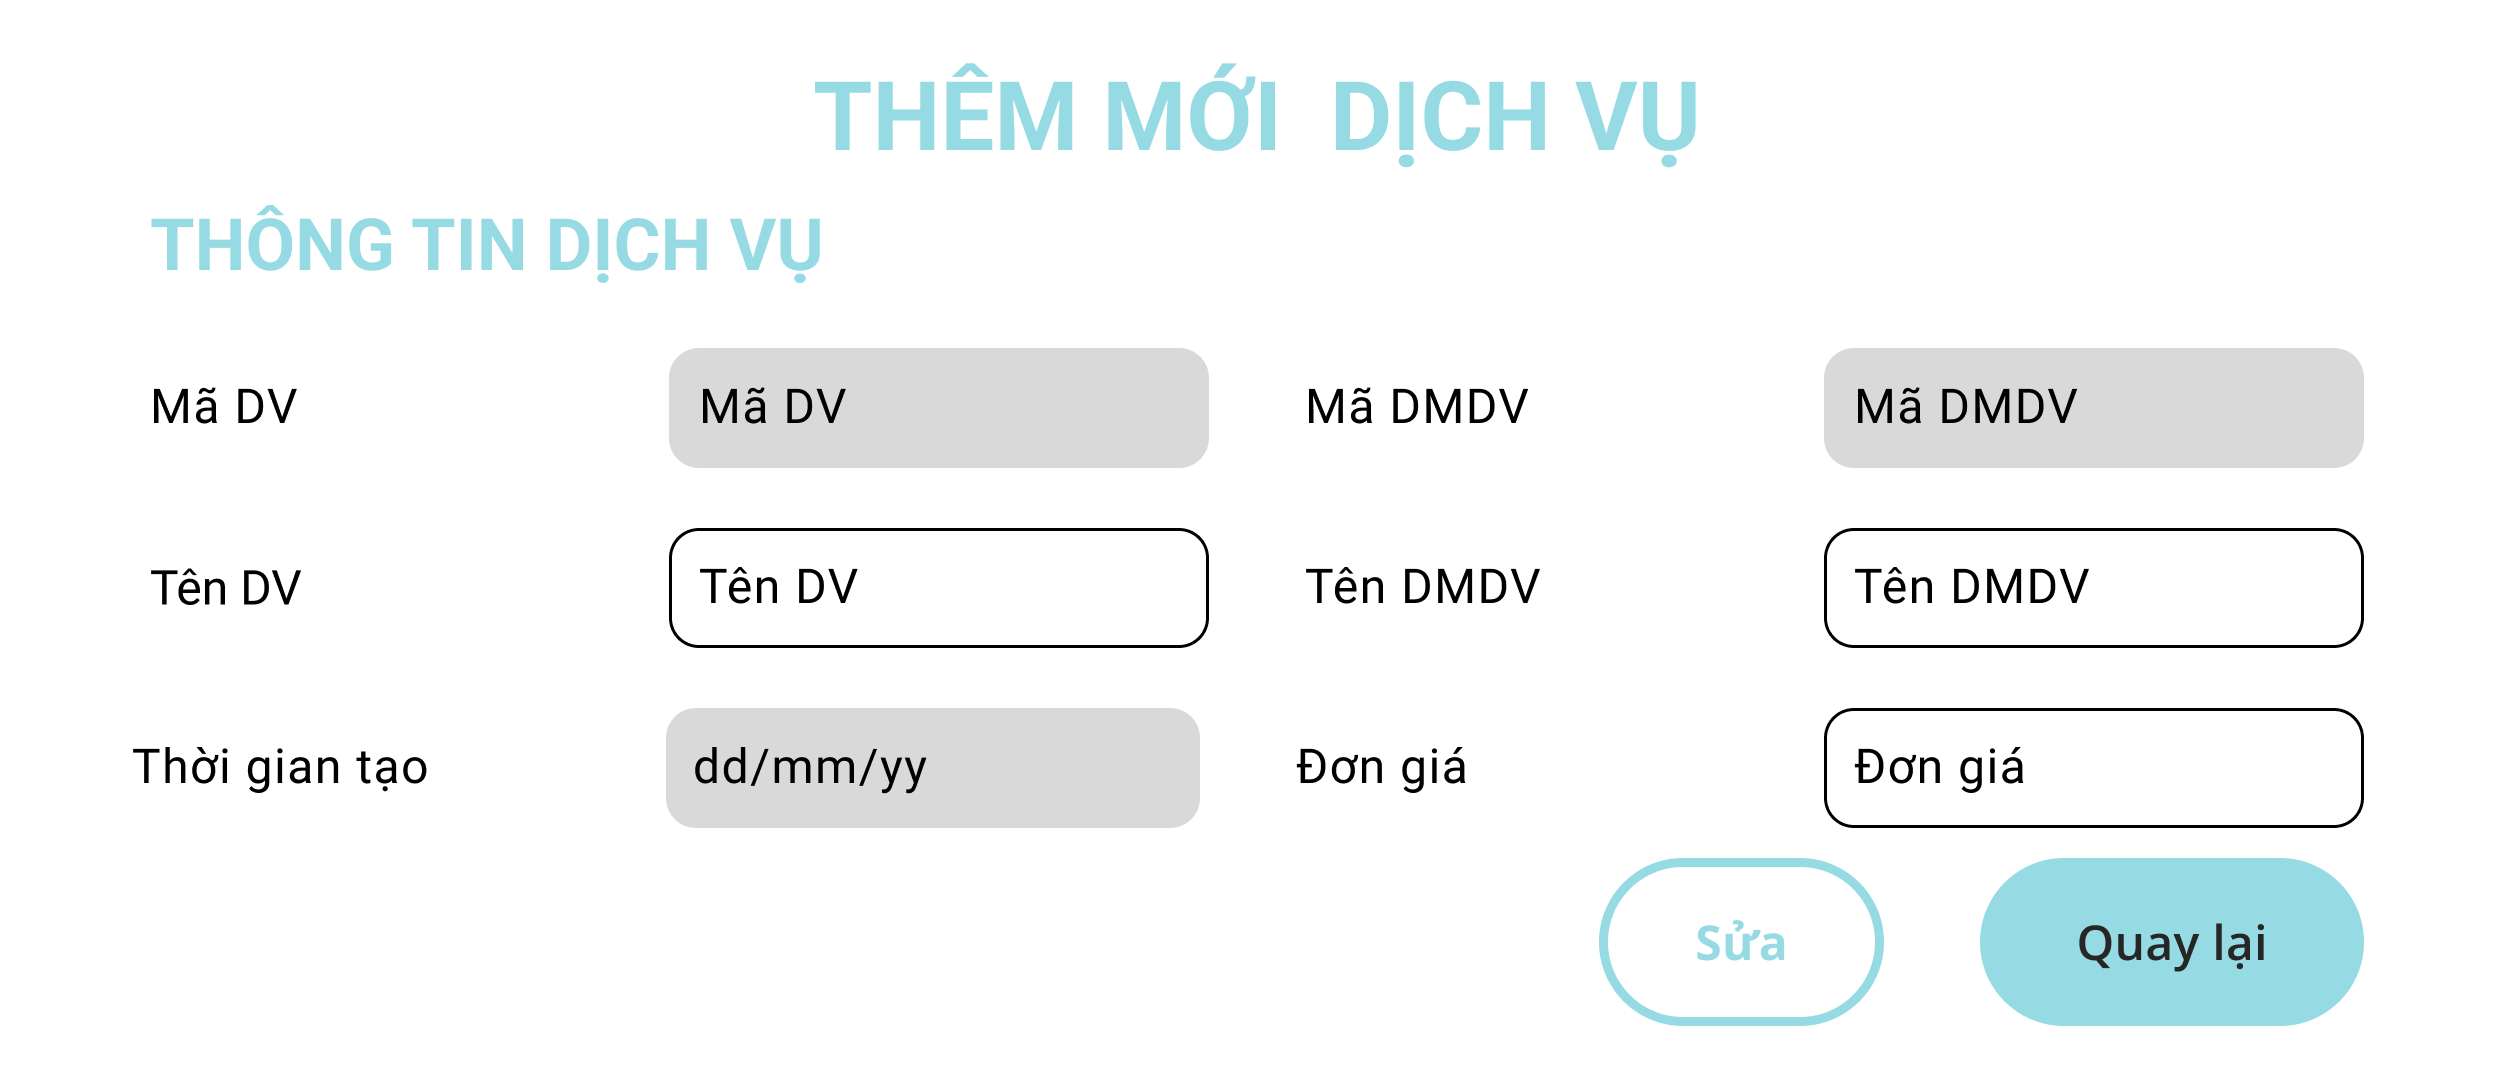 THÊM MỚI DỊCH VỤ
THÔNG TIN DỊCH VỤ
Mã DV Mã DV Mã DMDV Mã DMDV
Tên DV Tên DV Tên DMDV Tên DMDV
Thời gian tạo dd/mm/yy Đơn giá Đơn giá
Sửa Quay lại